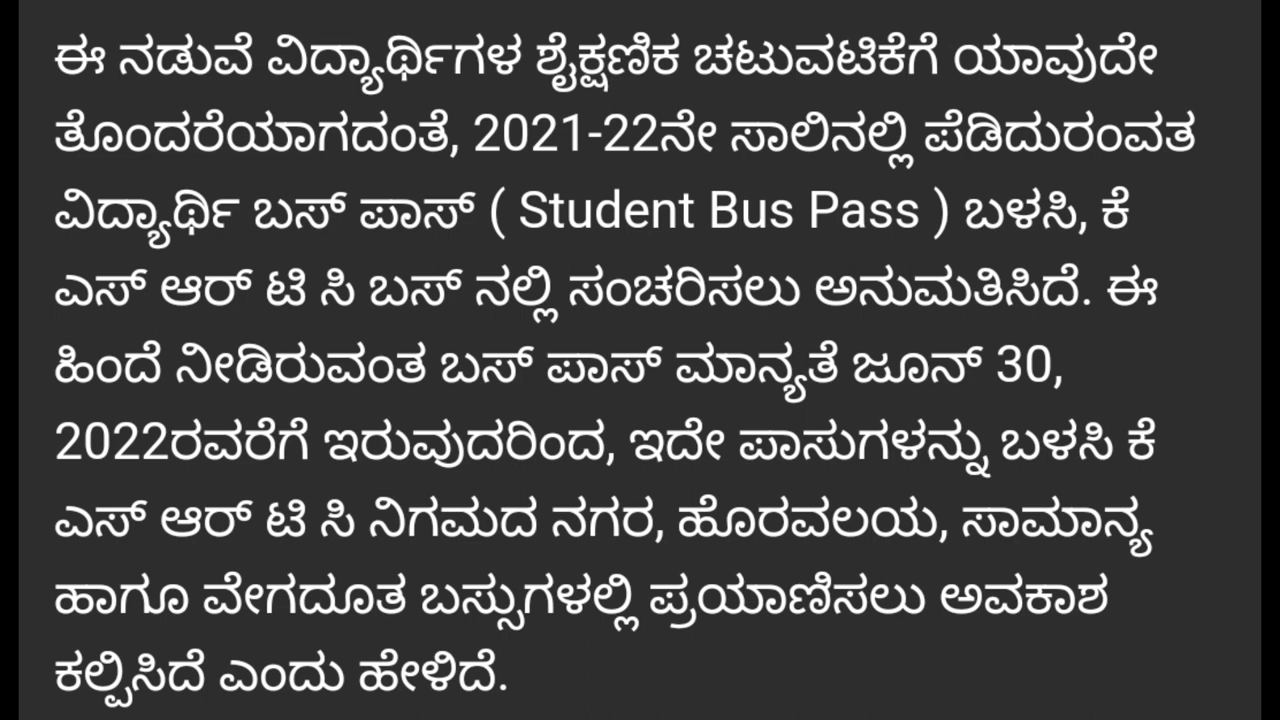 ಈ ನಡುವೆ ವಿದ್ಯಾರ್ಥಿಗಳ ಶೈಕ್ಷಣಿಕ ಚಟುವಟಿಕೆಗೆ ಯಾವುದೇ
ತೊಂದರೆಯಾಗದಂತೆ, 2021-22ನೇ ಸಾಲಿನಲ್ಲಿ ಪೆಡಿದುರಂವತ
ವಿದ್ಯಾರ್ಥಿ ಬಸ್ ಪಾಸ್ ( Student Bus Pass ) ಬಳಸಿ, ಕೆ
ಎಸ್ ಆರ್ ಟಿ ಸಿ ಬಸ್ ನಲ್ಲಿ ಸಂಚರಿಸಲು ಅನುಮತಿಸಿದೆ. ಈ
ಹಿಂದೆ ನೀಡಿರುವಂತ ಬಸ್ ಪಾಸ್ ಮಾನ್ಯತೆ ಜೂನ್ 30,
2022ರವರೆಗೆ ಇರುವುದರಿಂದ, ಇದೇ ಪಾಸುಗಳನ್ನು ಬಳಸಿ ಕೆ
ಎಸ್ ಆರ್ ಟಿ ಸಿ ನಿಗಮದ ನಗರ, ಹೊರವಲಯ, ಸಾಮಾನ್ಯ
ಹಾಗೂ ವೇಗದೂತ ಬಸ್ಸುಗಳಲ್ಲಿ ಪ್ರಯಾಣಿಸಲು ಅವಕಾಶ
ಕಲ್ಪಿಸಿದೆ ಎಂದು ಹೇಳಿದೆ.